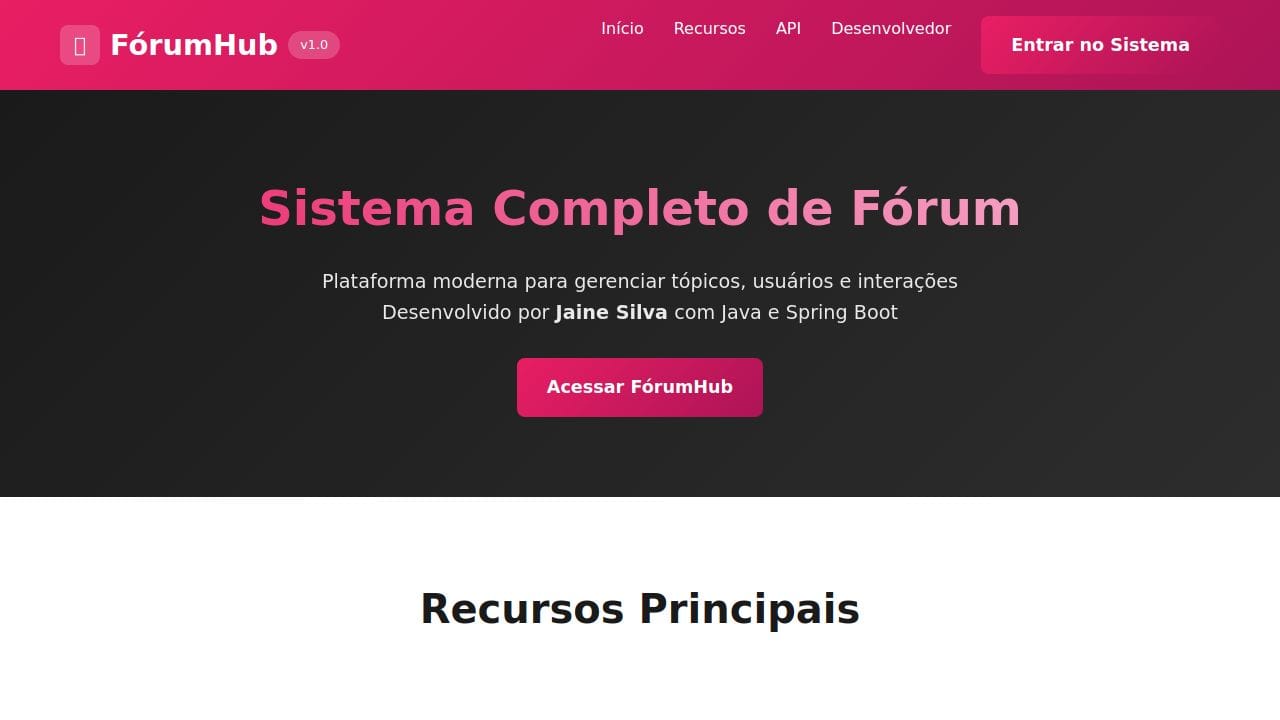 FórumHub
v1.0
Início
Recursos
API
Desenvolvedor
Entrar no Sistema
Sistema Completo de Fórum
Plataforma moderna para gerenciar tópicos, usuários e interações
Desenvolvido por Jaine Silva com Java e Spring Boot
Acessar FórumHub
Recursos Principais